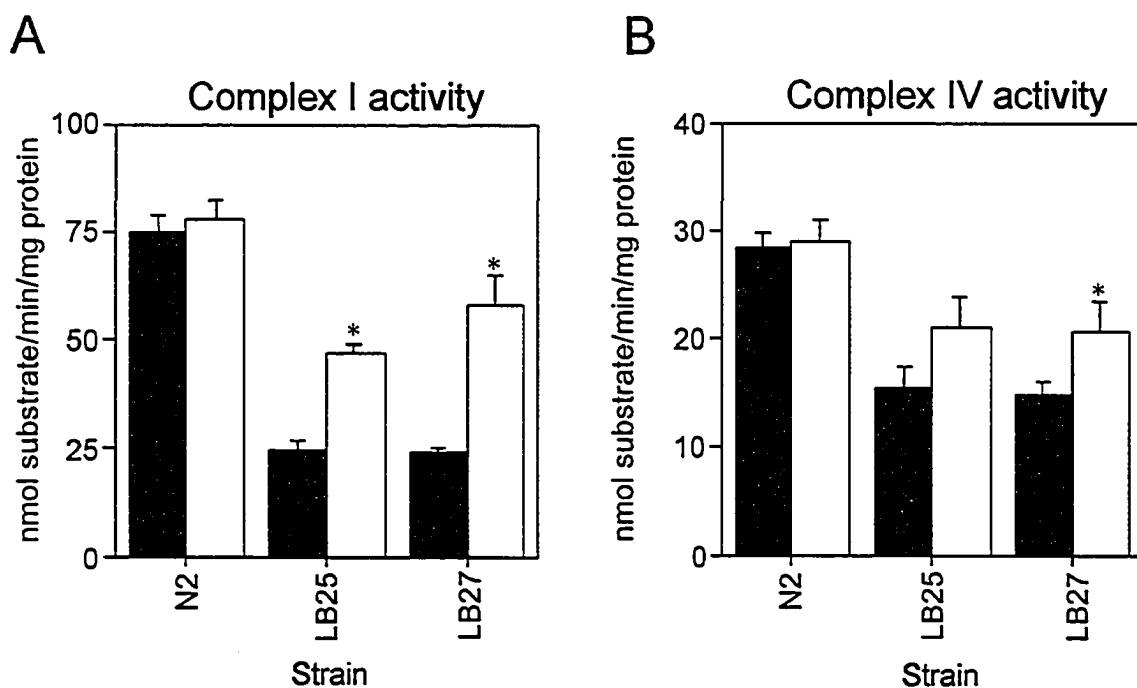 A
Complex I activity
nmol substrate/min/mg protein
100
75
50
25
0
*
*
N2
LB25
LB27
Strain
B
Complex IV activity
nmol substrate/min/mg protein
40
30
20
10
0
*
N2
LB25
LB27
Strain